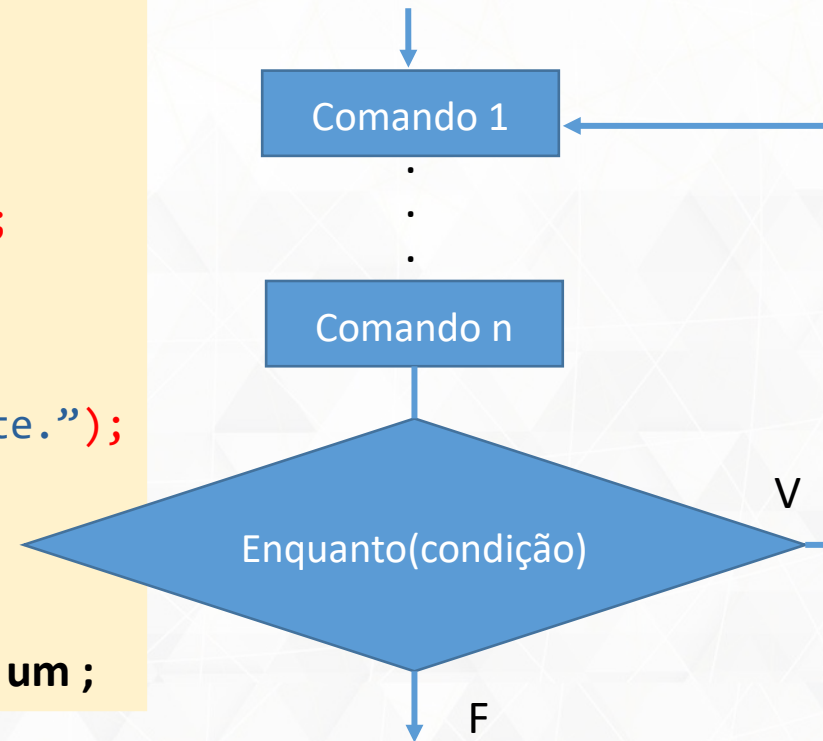 Comando 1
;
.
.
.
Comando n
te.”);
V
Enquanto(condição)
um ;
F